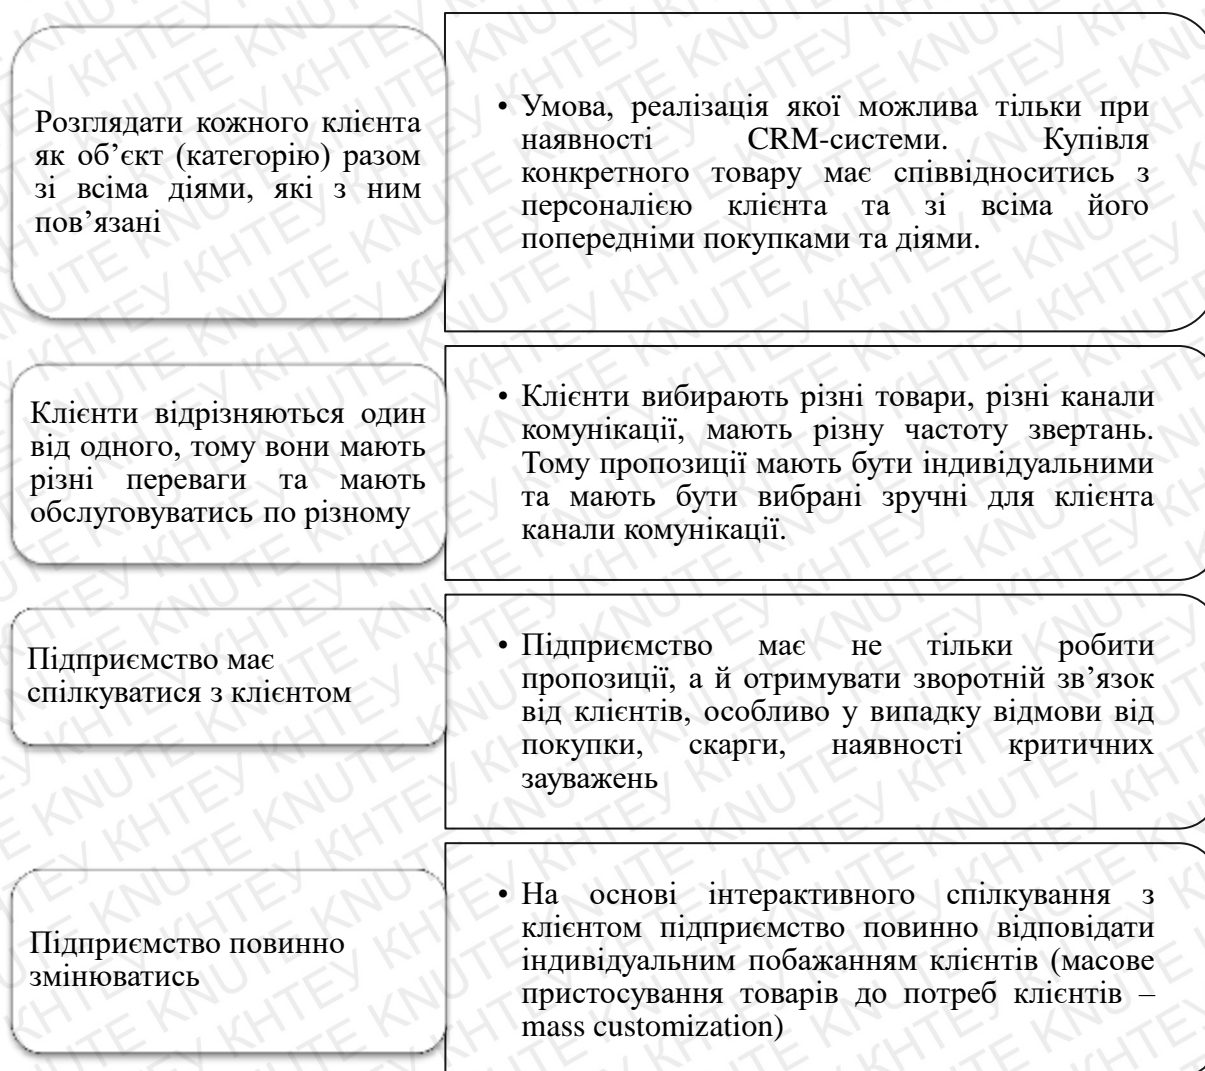 Розглядати кожного клієнта
як об’єкт (категорію) разом
зі всіма діями, які з ним
пов’язані
• Умова, реалізація якої можлива тільки при
наявності CRM-системи. Купівля
конкретного товару має співвідноситись з
персоналією клієнта та зі всіма його
попередніми покупками та діями.
Клієнти відрізняються один
від одного, тому вони мають
різні переваги та мають
обслуговуватись по різному
• Клієнти вибирають різні товари, різні канали
комунікації, мають різну частоту звертань.
Тому пропозиції мають бути індивідуальними
та мають бути вибрані зручні для клієнта
канали комунікації.
Підприємство має
спілкуватися з клієнтом
• Підприємство має не тільки робити
пропозиції, а й отримувати зворотній зв’язок
від клієнтів, особливо у випадку відмови від
покупки, скарги, наявності критичних
зауважень
Підприємство повинно
змінюватись
• На основі інтерактивного спілкування з
клієнтом підприємство повинно відповідати
індивідуальним побажанням клієнтів (масове
пристосування товарів до потреб клієнтів –
mass customization)